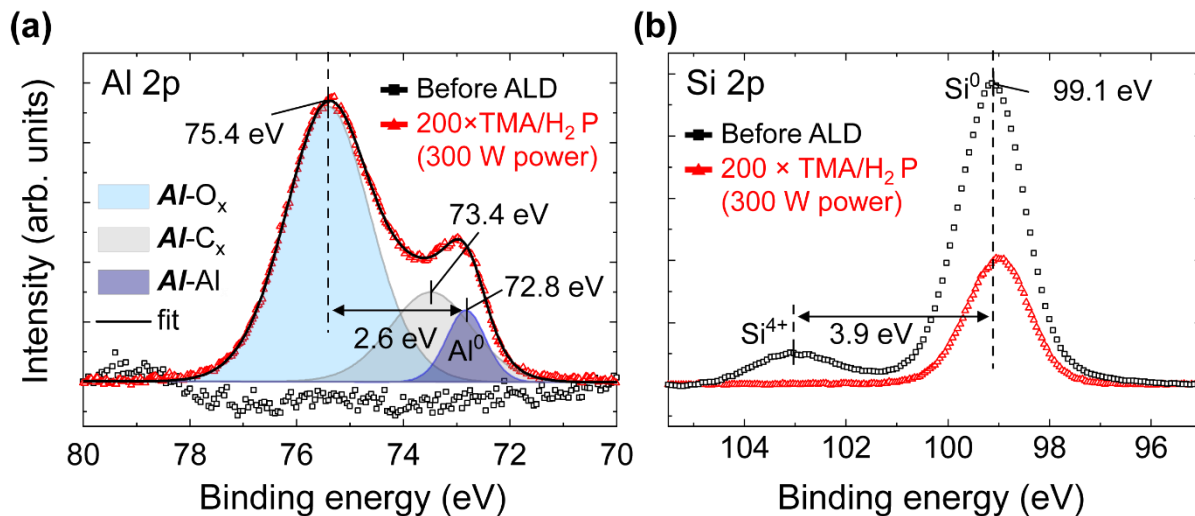 (a)
Al 2p
Before ALD
200×TMA/H₂ P
(300 W power)
75.4 eV
Al-Oₓ
Al-Cₓ
Al-Al
fit
73.4 eV
72.8 eV
2.6 eV
Al⁰
Intensity (arb. units)
80 78 76 74 72 70
Binding energy (eV)
(b)
Si 2p
Si⁰
99.1 eV
Before ALD
200 × TMA/H₂ P
(300 W power)
Si⁴⁺
3.9 eV
104 102 100 98 96
Binding energy (eV)